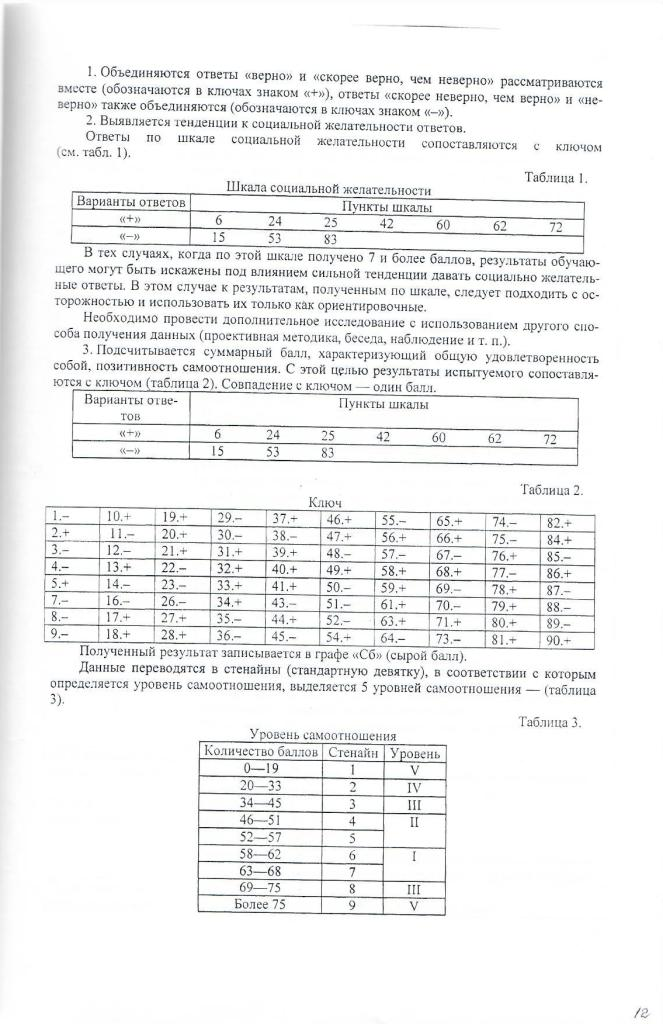 1. Объединяются ответы «верно» и «скорее верно, чем неверно» рассматриваются
вместе (обозначаются в ключах знаком «+»), ответы «скорее неверно, чем верно» и «не-
верно» также объединяются (обозначаются в ключах знаком «–»).
2. Выявляется тенденции к социальной желательности ответов.
Ответы по шкале социальной желательности сопоставляются с ключом
(см. табл. 1).
Таблица 1.
Шкала социальной желательности
Варианты ответов Пункты шкалы
«+» 6 24 25 42 60 62 72
«–» 15 53 83
В тех случаях, когда по этой шкале получено 7 и более баллов, результаты обучаю-
щего могут быть искажены под влиянием сильной тенденции давать социально желатель-
ные ответы. В этом случае к результатам, полученным по шкале, следует подходить с ос-
торожностью и использовать их только как ориентировочные.
Необходимо провести дополнительное исследование с использованием другого спо-
соба получения данных (проективная методика, беседа, наблюдение и т. п.).
3. Подсчитывается суммарный балл, характеризующий общую удовлетворенность
собой, позитивность самоотношения. С этой целью результаты испытуемого сопоставля-
ются с ключом (таблица 2). Совпадение с ключом — один балл.
Варианты отве- Пункты шкалы
тов
«+» 6 24 25 42 60 62 72
«–» 15 53 83
Таблица 2.
Ключ
1.– 10.+ 19.+ 29.– 37.+ 46.+ 55.– 65.+ 74.– 82.+
2.+ 11.– 20.+ 30.– 38.– 47.+ 56.+ 66.+ 75.– 84.+
3.– 12.– 21.+ 31.+ 39.+ 48.– 57.– 67.– 76.+ 85.–
4.– 13.+ 22.– 32.+ 40.+ 49.+ 58.+ 68.+ 77.– 86.+
5.+ 14.– 23.– 33.+ 41.+ 50.– 59.+ 69.– 78.+ 87.–
7.– 16.– 26.– 34.+ 43.– 51.– 61.+ 70.– 79.+ 88.–
8.– 17.+ 27.+ 35.– 44.+ 52.– 63.+ 71.+ 80.+ 89.–
9.– 18.+ 28.+ 36.– 45.– 54.+ 64.– 73.– 81.+ 90.+
Полученный результат записывается в графе «Сб» (сырой балл).
Данные переводятся в стенайны (стандартную девятку), в соответствии с которым
определяется уровень самоотношения, выделяется 5 уровней самоотношения — (таблица
3).
Таблица 3.
Уровень самоотношения
Количество баллов Стенайн Уровень
0—19 1 V
20—33 2 IV
34—45 3 III
46—51 4 II
52—57 5
58—62 6 I
63—68 7
69—75 8 III
Более 75 9 V
12